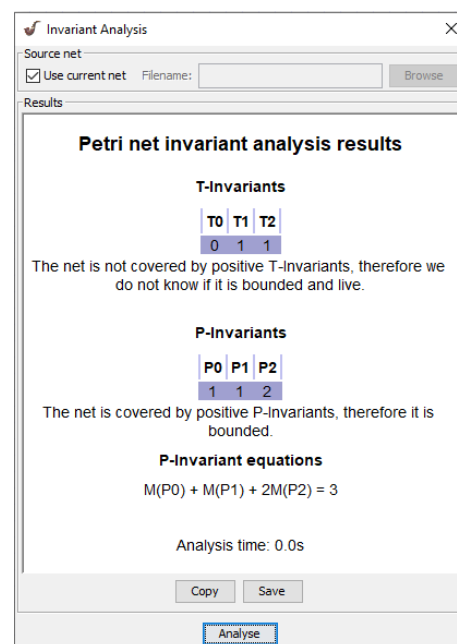 Invariant Analysis
Source net
Use current net Filename: Browse
Results
Petri net invariant analysis results
T-Invariants
T0 T1 T2
0 1 1
The net is not covered by positive T-Invariants, therefore we
do not know if it is bounded and live.
P-Invariants
P0 P1 P2
1 1 2
The net is covered by positive P-Invariants, therefore it is
bounded.
P-Invariant equations
M(P0) + M(P1) + 2M(P2) = 3
Analysis time: 0.0s
Copy Save
Analyse